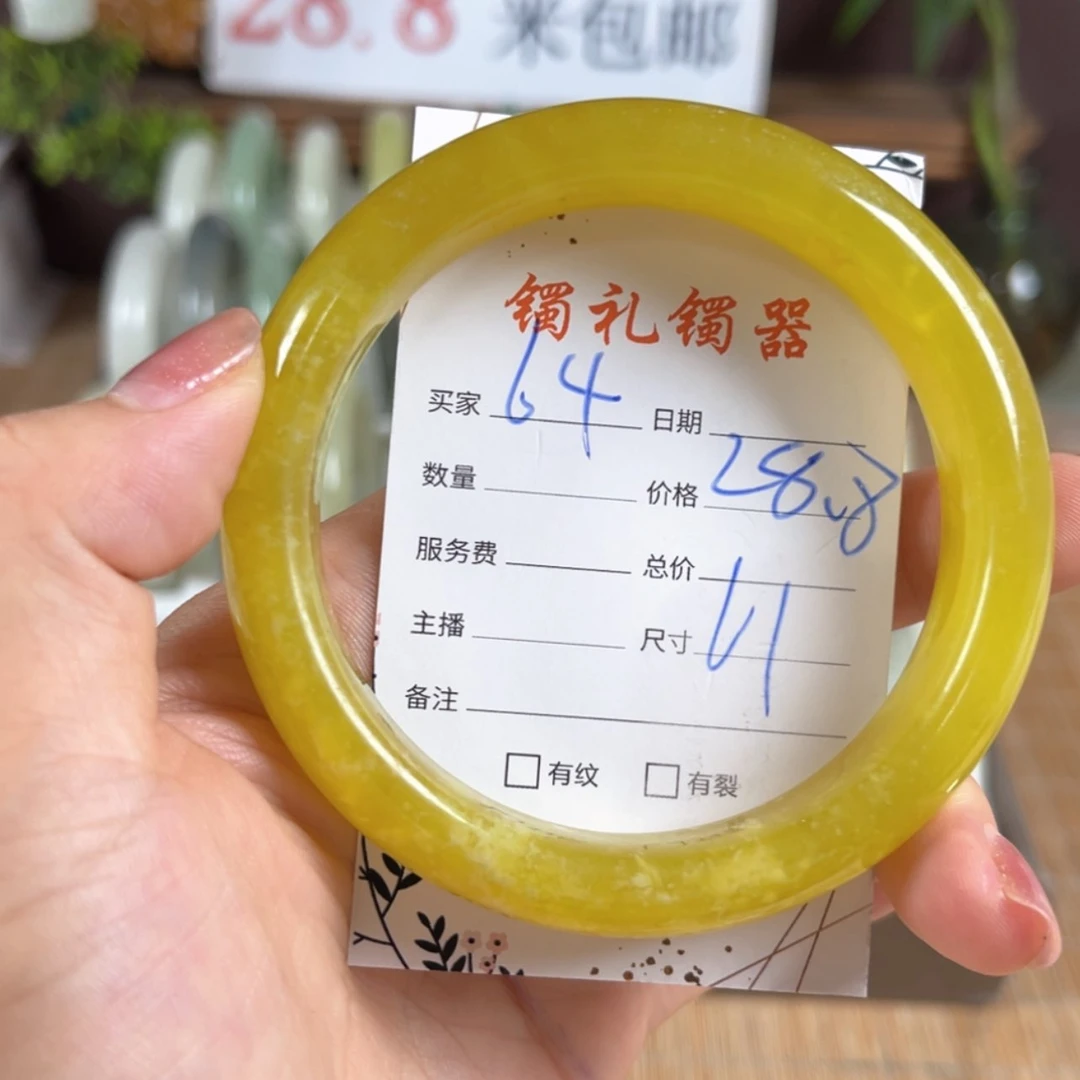 28.8 米包邮
镯礼镯器
买家 64 日期
数量 价格 28.8
服务费 总价
主播 尺寸
备注
□ 有纹 □ 有裂